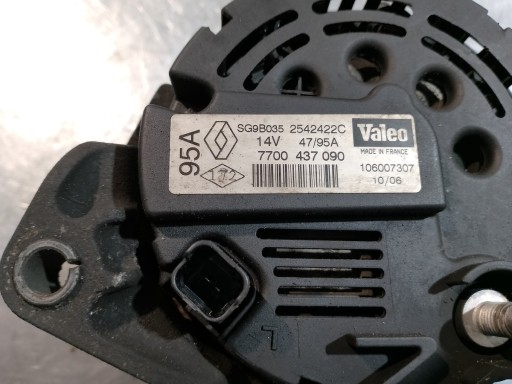 95A
SG9B035 2542422C
14V 47/95A
7700 437 090
Valeo
MADE IN FRANCE
106007307
10/06
L